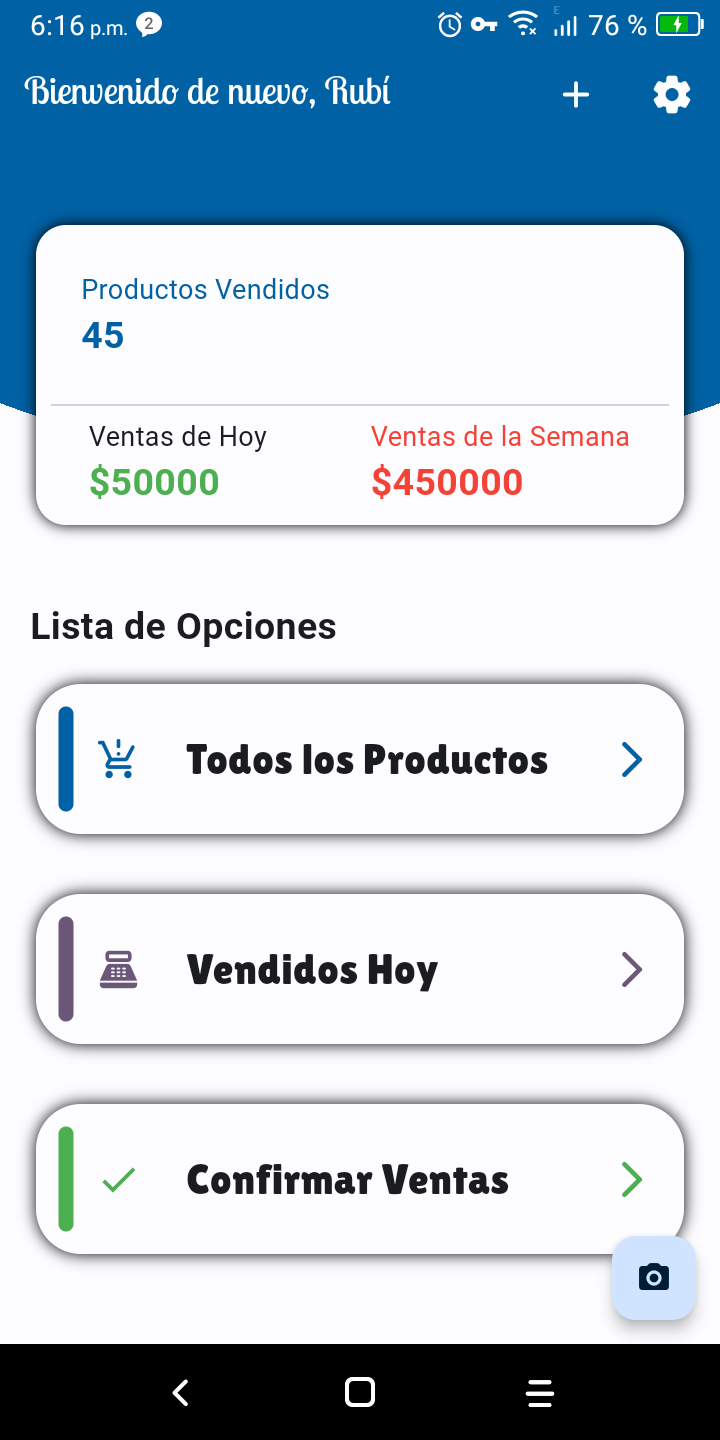 6:16 p.m. 2 E 76 %
Bienvenido de nuevo, Rubí
Productos Vendidos
45
Ventas de Hoy Ventas de la Semana
$50000 $450000
Lista de Opciones
Todos los Productos
Vendidos Hoy
Confirmar Ventas